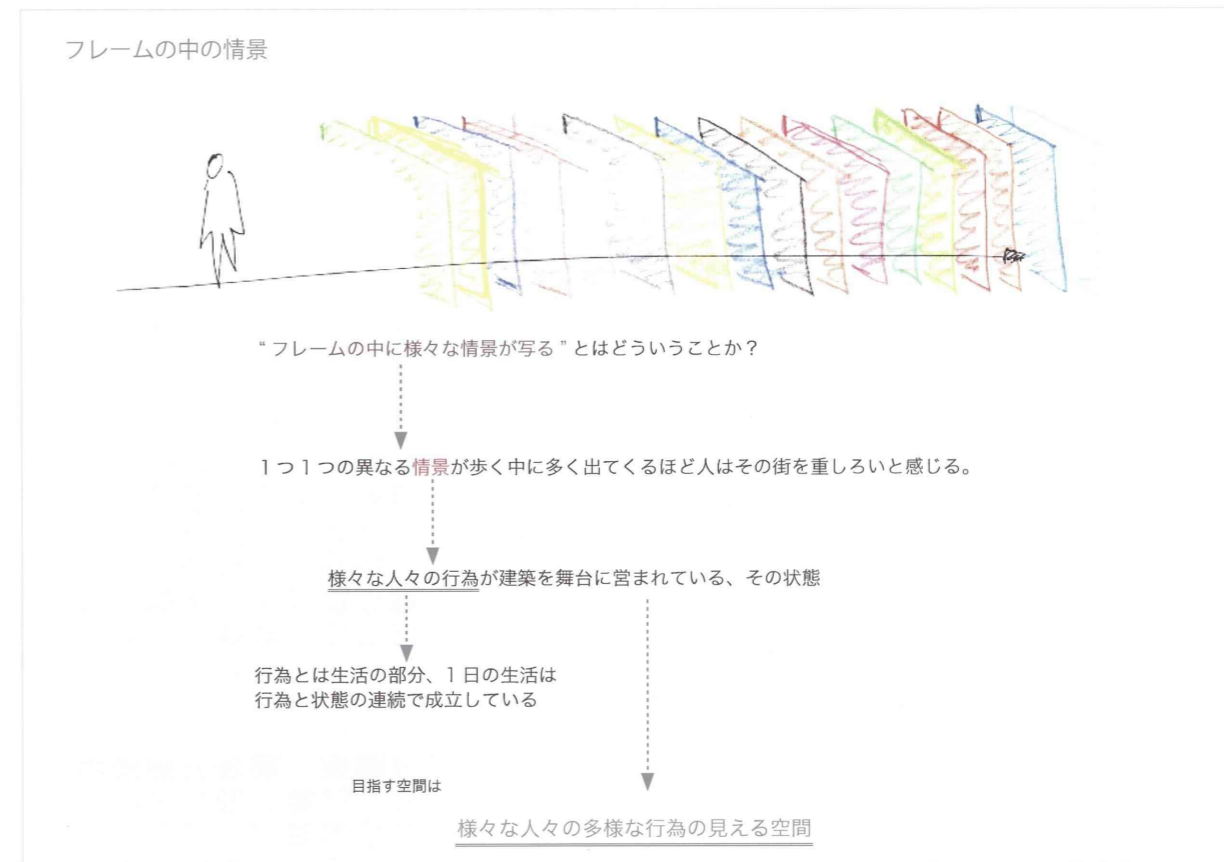 フレームの中の情景
“ フレームの中に様々な情景が写る ” とはどういうことか？
1つ1つの異なる情景が歩く中に多く出てくるほど人はその街を重しろいと感じる。
様々な人々の行為が建築を舞台に営まれている、その状態
行為とは生活の部分、1日の生活は
行為と状態の連続で成立している
目指す空間は
様々な人々の多様な行為の見える空間